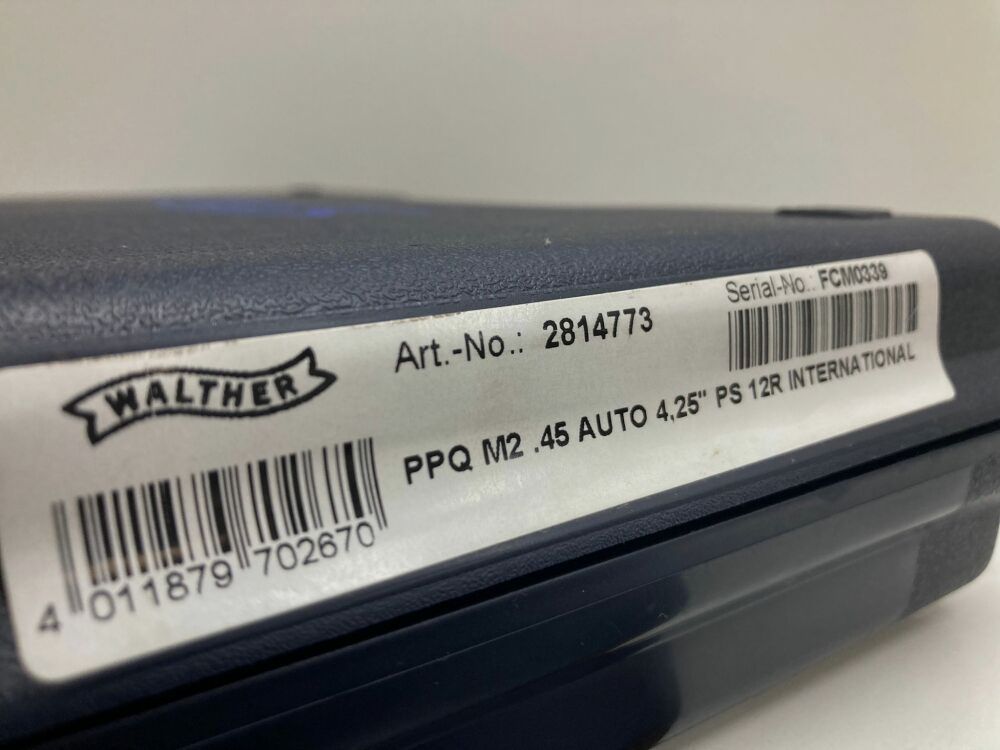 WALTHER
Art.-No.: 2814773
Serial-No.: FCM0339
PPQ M2 .45 AUTO 4,25" PS 12R INTERNATIONAL
4 011879 702670